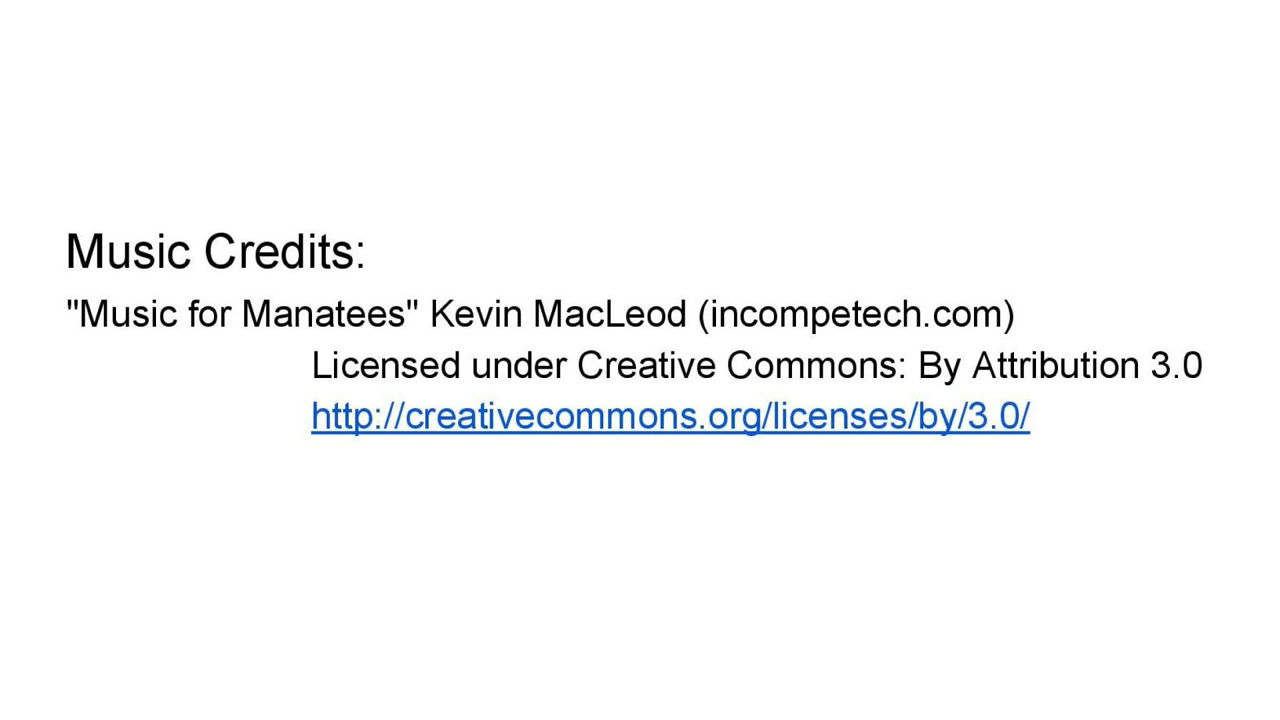 Music Credits:
"Music for Manatees" Kevin MacLeod (incompetech.com)
Licensed under Creative Commons: By Attribution 3.0
http://creativecommons.org/licenses/by/3.0/